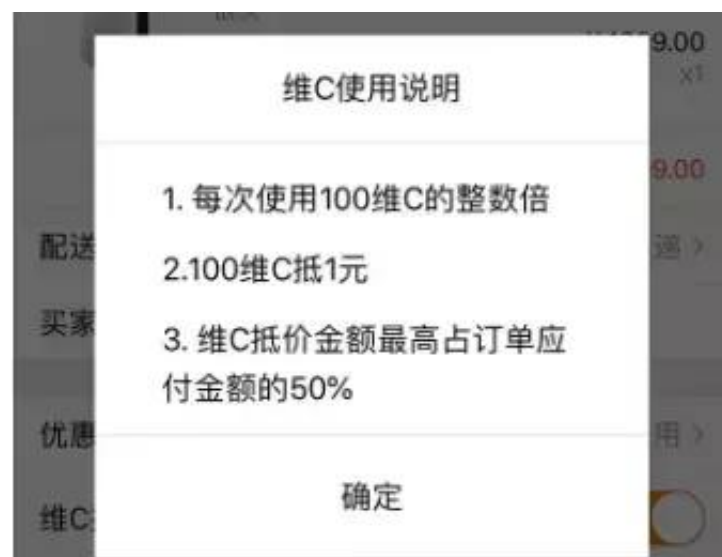 9.00
x1
维C使用说明
9.00
1. 每次使用100维C的整数倍
配送
2.100维C抵1元
递 >
买家
3. 维C抵价金额最高占订单应
付金额的50%
优惠
用 >
维C
确定